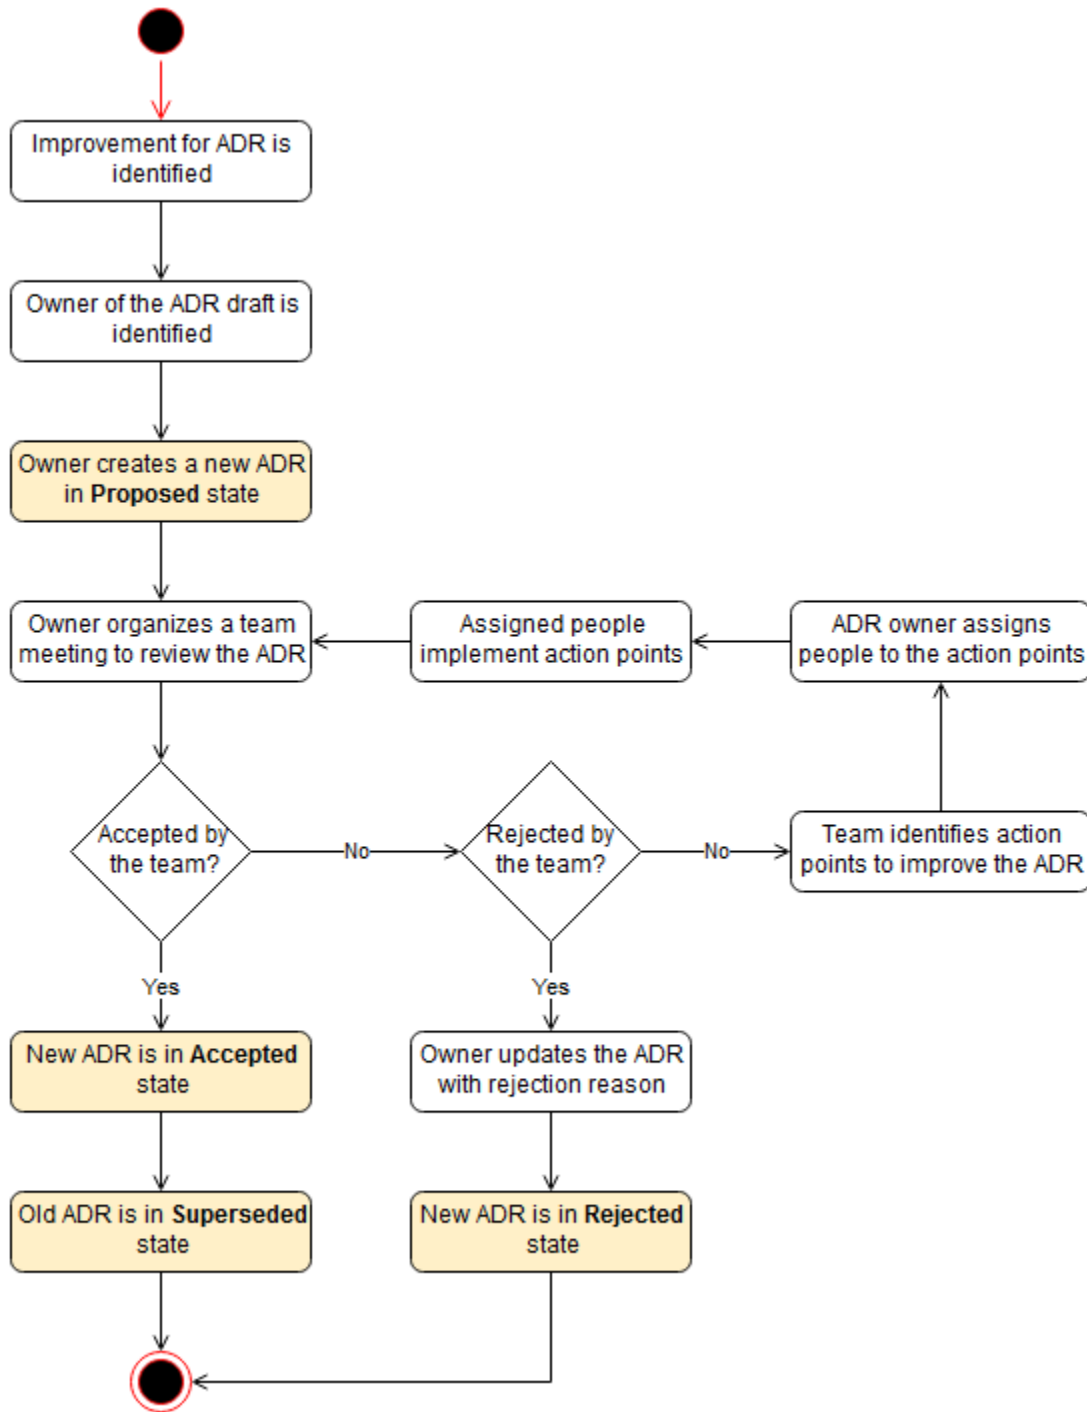 Improvement for ADR is
identified
Owner of the ADR draft is
identified
Owner creates a new ADR
in Proposed state
Owner organizes a team
meeting to review the ADR
Assigned people
implement action points
ADR owner assigns
people to the action points
Accepted by
the team?
No
Rejected by
the team?
No
Team identifies action
points to improve the ADR
Yes
Yes
New ADR is in Accepted
state
Owner updates the ADR
with rejection reason
Old ADR is in Superseded
state
New ADR is in Rejected
state